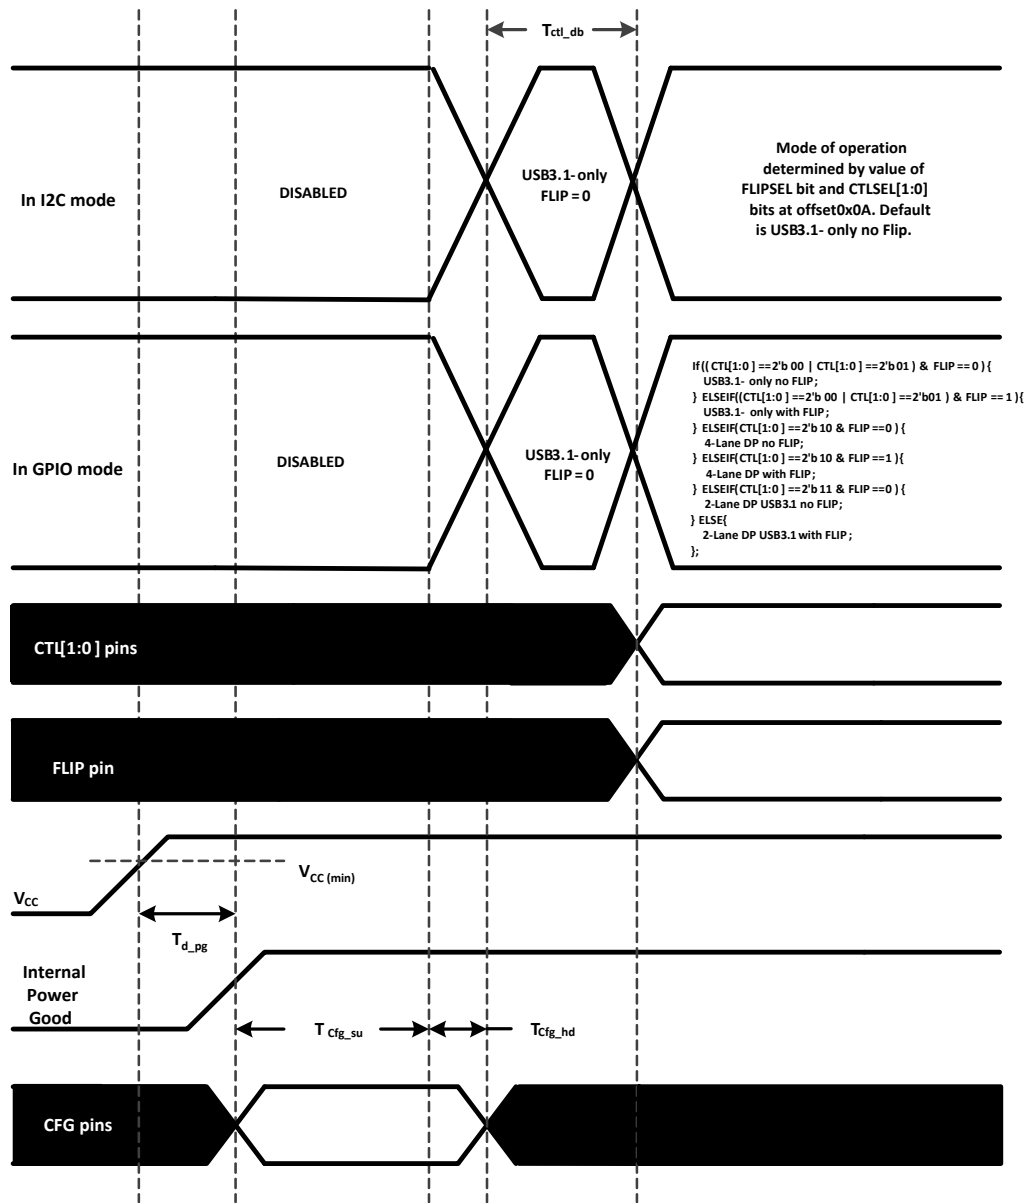 Tctl_db
In I2C mode
DISABLED
USB3.1- only
FLIP = 0
Mode of operation
determined by value of
FLIPSEL bit and CTLSEL[1:0]
bits at offset0x0A. Default
is USB3.1- only no Flip.
In GPIO mode
DISABLED
USB3.1- only
FLIP = 0
If(( CTL[1:0 ] ==2'b 00 | CTL[1:0 ] ==2'b 01 ) & FLIP == 0 ) {
USB3.1- only no FLIP ;
} ELSEIF((CTL[1:0 ] ==2'b 00 | CTL[1:0 ] ==2'b01 ) & FLIP == 1 ){
USB3.1- only with FLIP ;
} ELSEIF(CTL[1:0 ] ==2'b 10 & FLIP ==0 ) {
4-Lane DP no FLIP;
} ELSEIF(CTL[1:0 ] ==2'b 10 & FLIP ==1 ){
4-Lane DP with FLIP;
} ELSEIF(CTL[1:0 ] ==2'b 11 & FLIP ==0 ) {
2-Lane DP USB3.1 no FLIP;
} ELSE{
2-Lane DP USB3.1 with FLIP ;
};
CTL[1:0 ] pins
FLIP pin
VCC (min)
VCC
Td_pg
Internal
Power
Good
TCfg_su
TCfg_hd
CFG pins